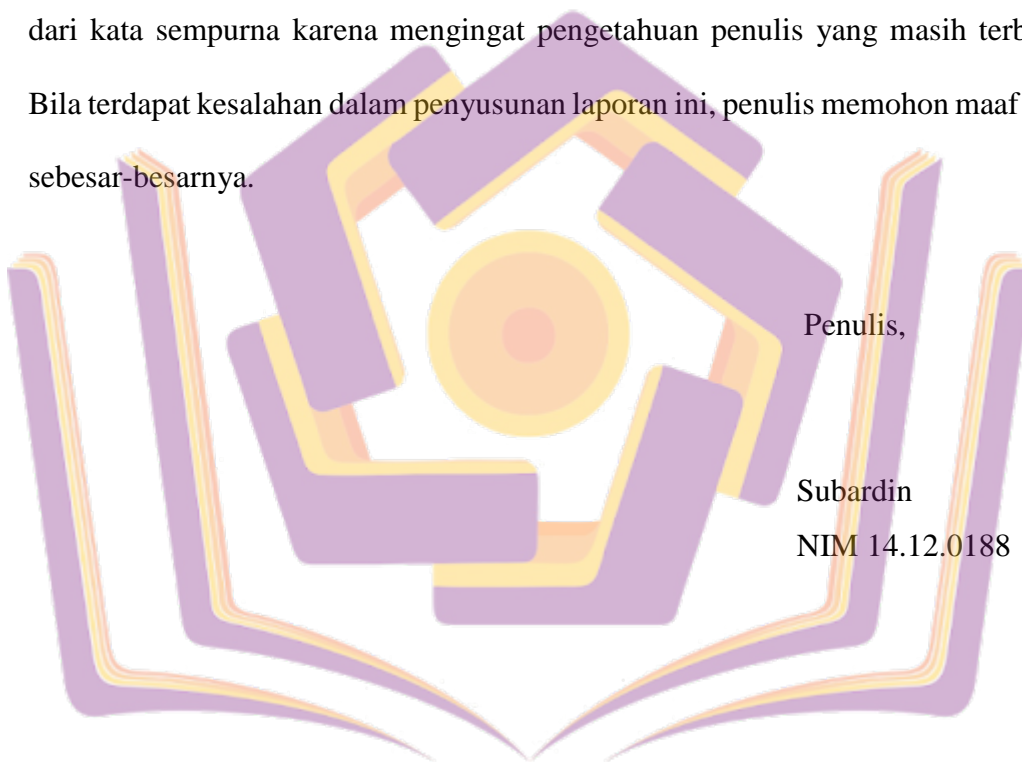 dari kata sempurna karena mengingat pengetahuan penulis yang masih
Bila terdapat kesalahan dalam penyusunan laporan ini, penulis memohon maaf
sebesar-besarnya.
Penulis,
Subardin
NIM 14.12.0188